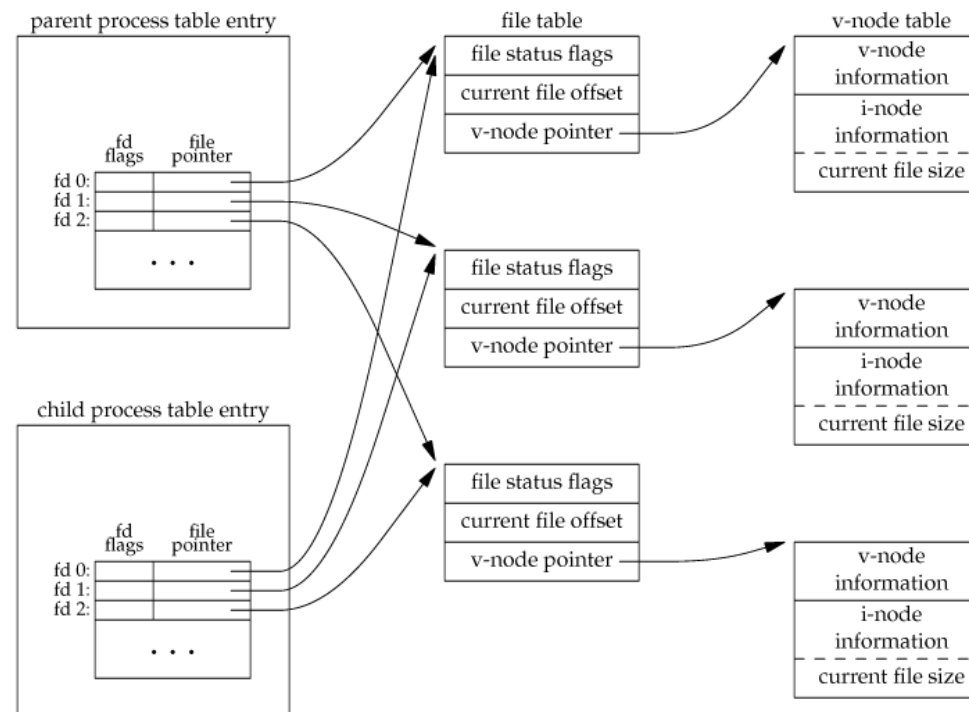 parent process table entry
fd
flags
file
pointer
fd 0:
fd 1:
fd 2:
. . .
child process table entry
fd
flags
file
pointer
fd 0:
fd 1:
fd 2:
. . .
file table
file status flags
current file offset
v-node pointer
file status flags
current file offset
v-node pointer
file status flags
current file offset
v-node pointer
v-node table
v-node
information
i-node
information
current file size
v-node
information
i-node
information
current file size
v-node
information
i-node
information
current file size